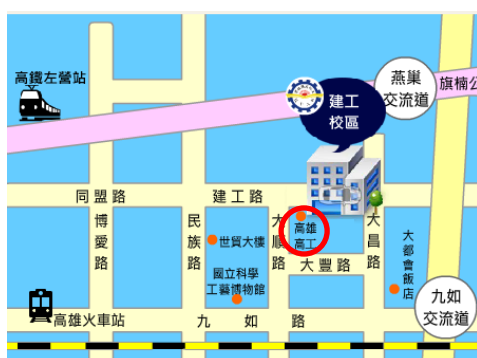 高鐵左營站
燕巢
交流道
旗楠公
建工
校區
同盟路
建工路
博愛路
民族路
世貿大樓
大順路
高雄
高工
大昌路
大豐路
大都會飯店
國立科學
工藝博物館
九如
交流道
高雄火車站
九如路